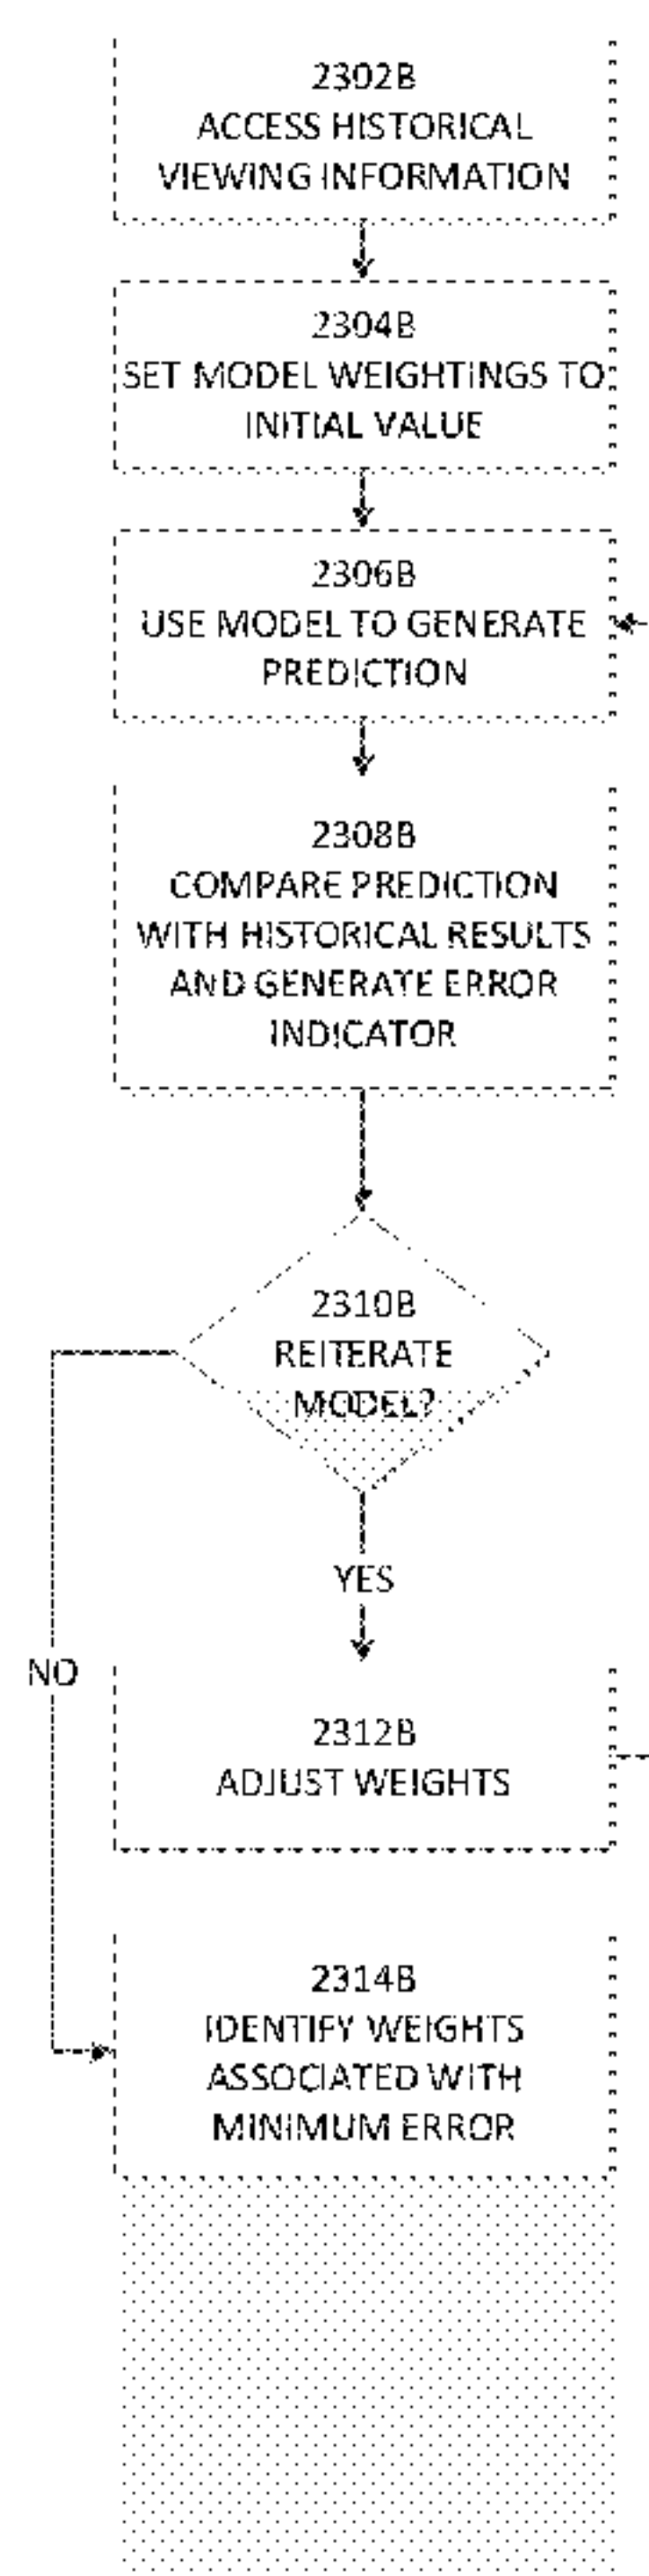 2302B
ACCESS HISTORICAL
VIEWING INFORMATION
2304B
SET MODEL WEIGHTINGS TO
INITIAL VALUE
2306B
USE MODEL TO GENERATE
PREDICTION
2308B
COMPARE PREDICTION
WITH HISTORICAL RESULTS
AND GENERATE ERROR
INDICATOR
2310B
REITERATE
MODEL?
YES
NO
2312B
ADJUST WEIGHTS
2314B
IDENTIFY WEIGHTS
ASSOCIATED WITH
MINIMUM ERROR